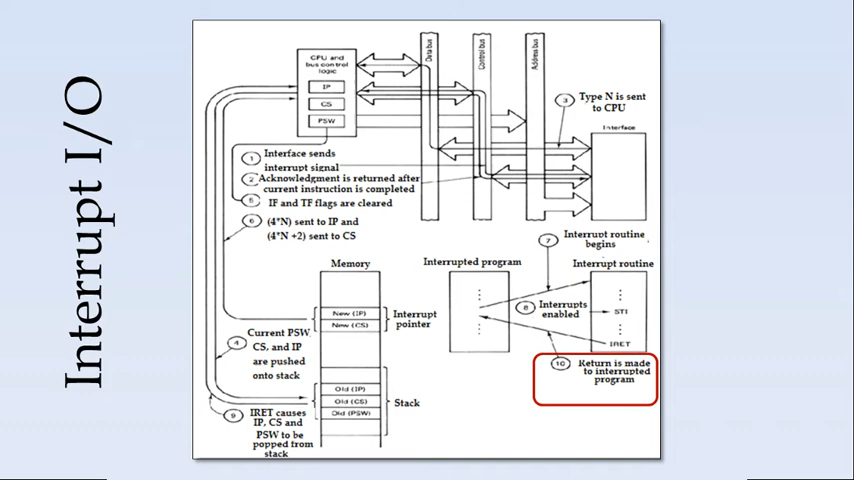 Interrupt I/O
CPU and
bus control
logic
IP
CS
PSW
Data bus
Control bus
Address bus
3
Type N is sent
to CPU
Interface
1
Interface sends
interrupt signal
2
Acknowledgment is returned after
current instruction is completed
5
IF and TF flags are cleared
6
(4*N) sent to IP and
(4*N +2) sent to CS
7
Interrupt routine
begins
Memory
Interrupted program
Interrupt routine
New (IP)
New (CS)
Interrupt
pointer
8
Interrupts
enabled
STI
IRET
4
Current PSW,
CS, and IP
are pushed
onto stack
10
Return is made
to interrupted
program
Old (IP)
Old (CS)
Old (PSW)
Stack
9
IRET causes
IP, CS and
PSW to be
popped from
stack